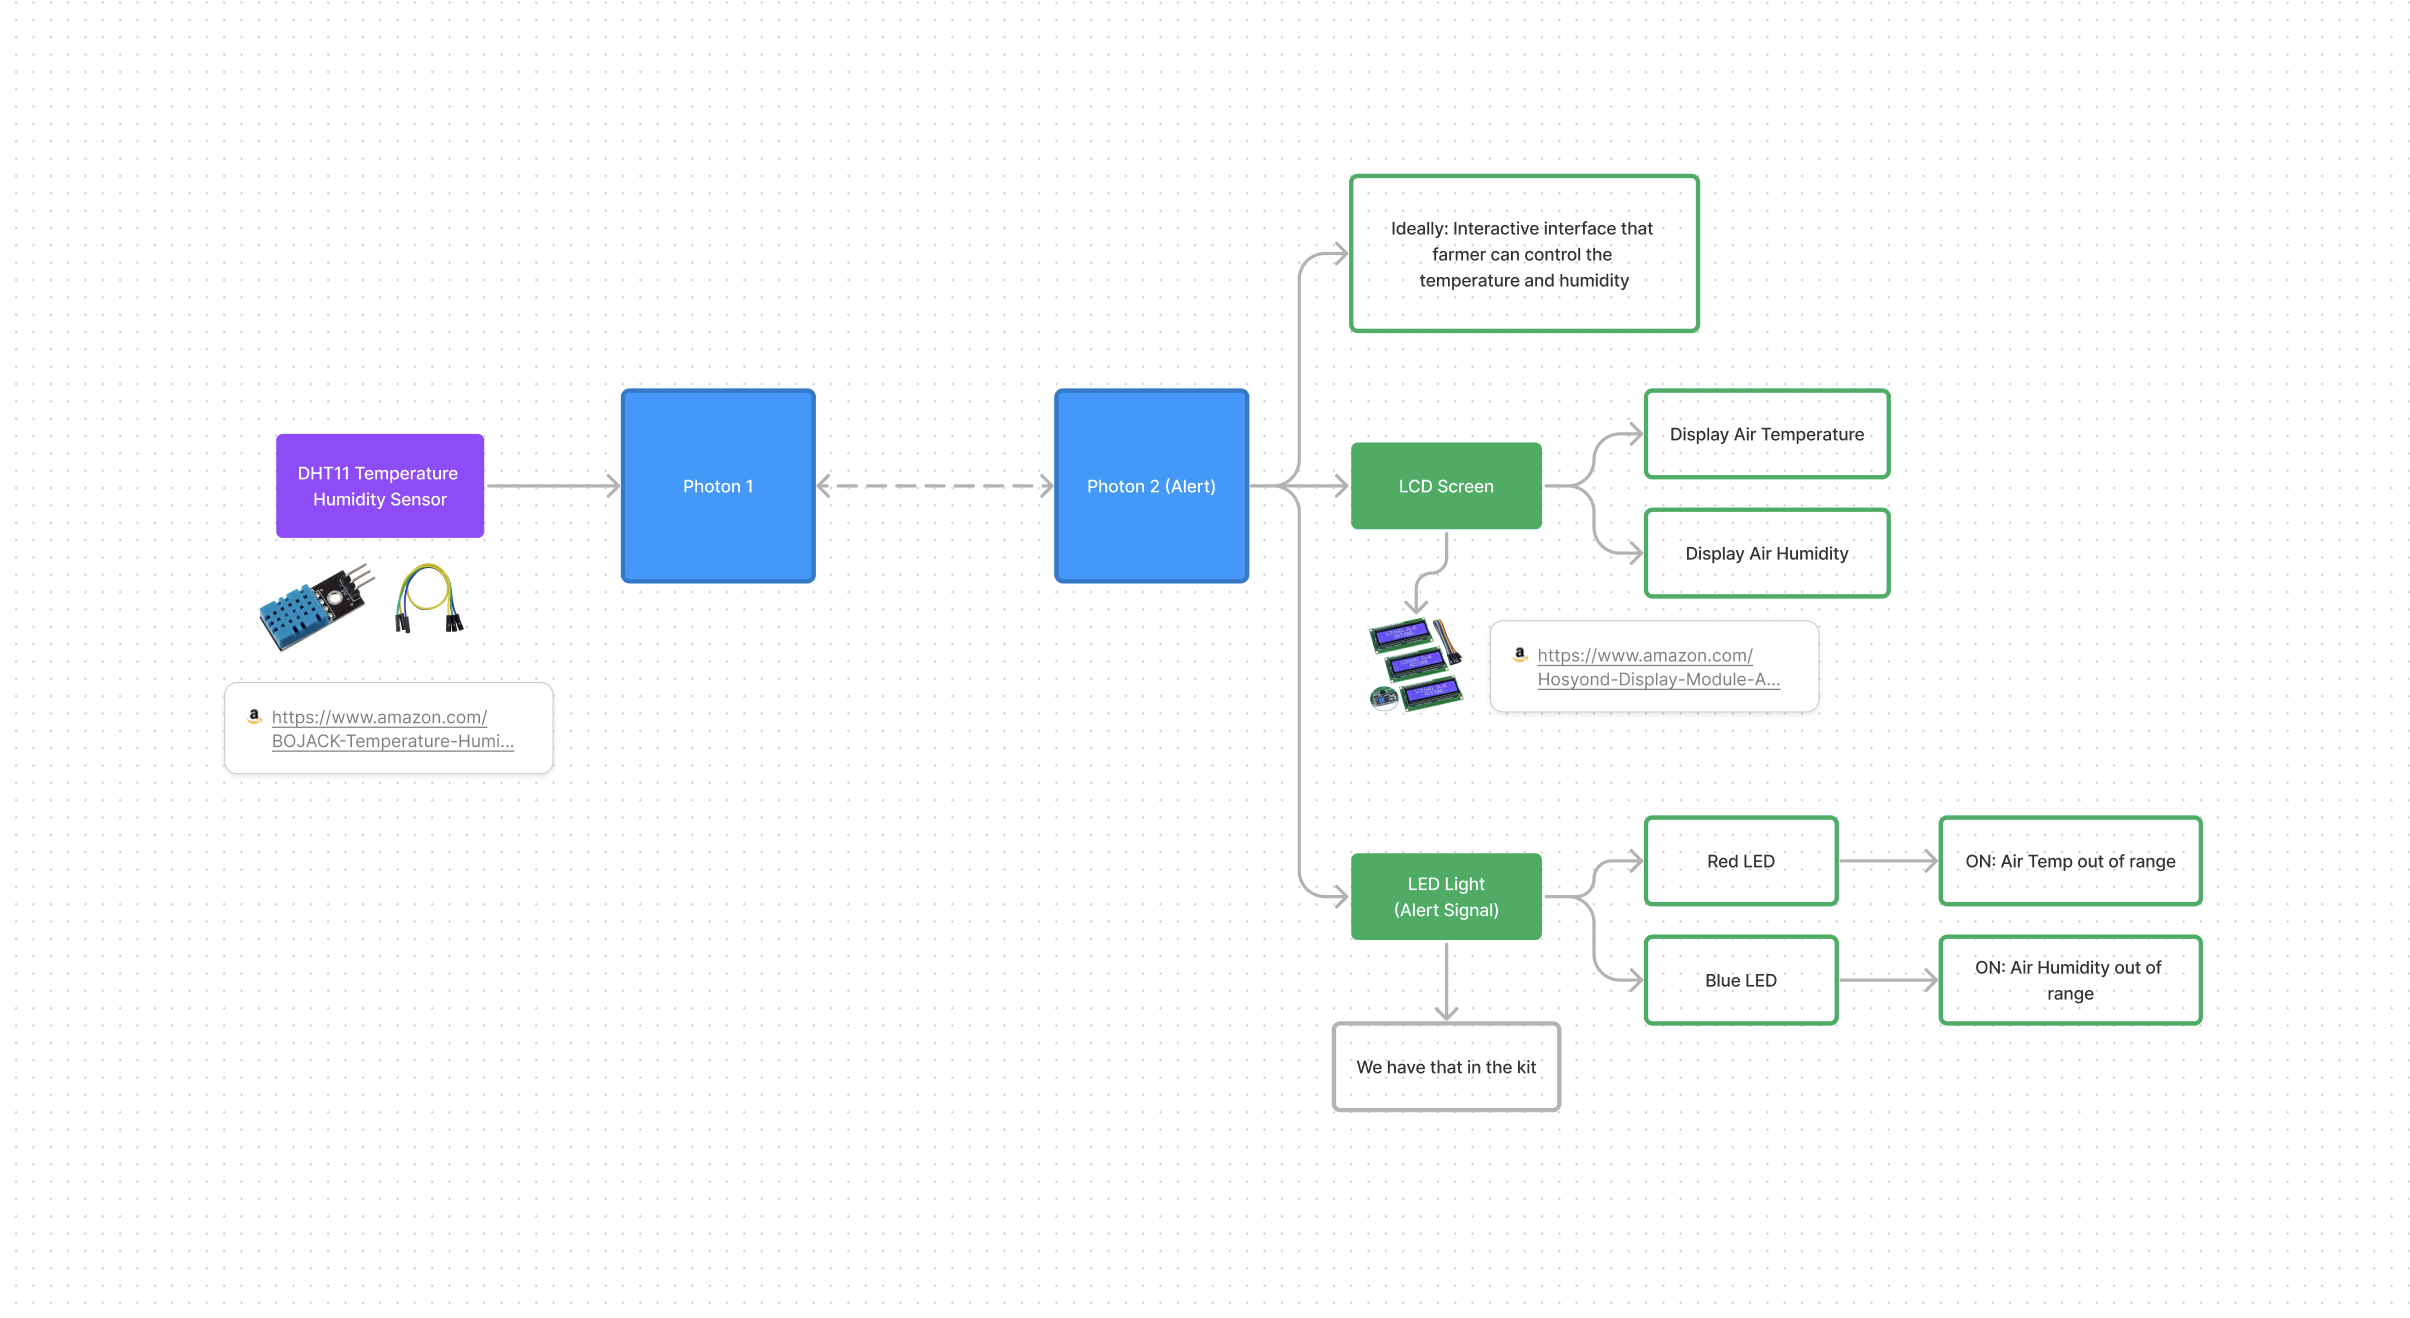 Ideally: Interactive interface that
farmer can control the
temperature and humidity
DHT11 Temperature
Humidity Sensor
Photon 1
Photon 2 (Alert)
LCD Screen
Display Air Temperature
Display Air Humidity
https://www.amazon.com/
Hosyond-Display-Module-A...
https://www.amazon.com/
BOJACK-Temperature-Humi...
LED Light
(Alert Signal)
Red LED
ON: Air Temp out of range
Blue LED
ON: Air Humidity out of
range
We have that in the kit